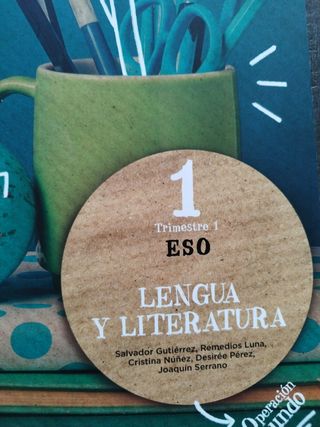 1
Trimestre 1
ESO
LENGUA
Y LITERATURA
Salvador Gutiérrez, Remedios Luna,
Cristina Núñez, Desirée Pérez,
Joaquín Serrano
Operación